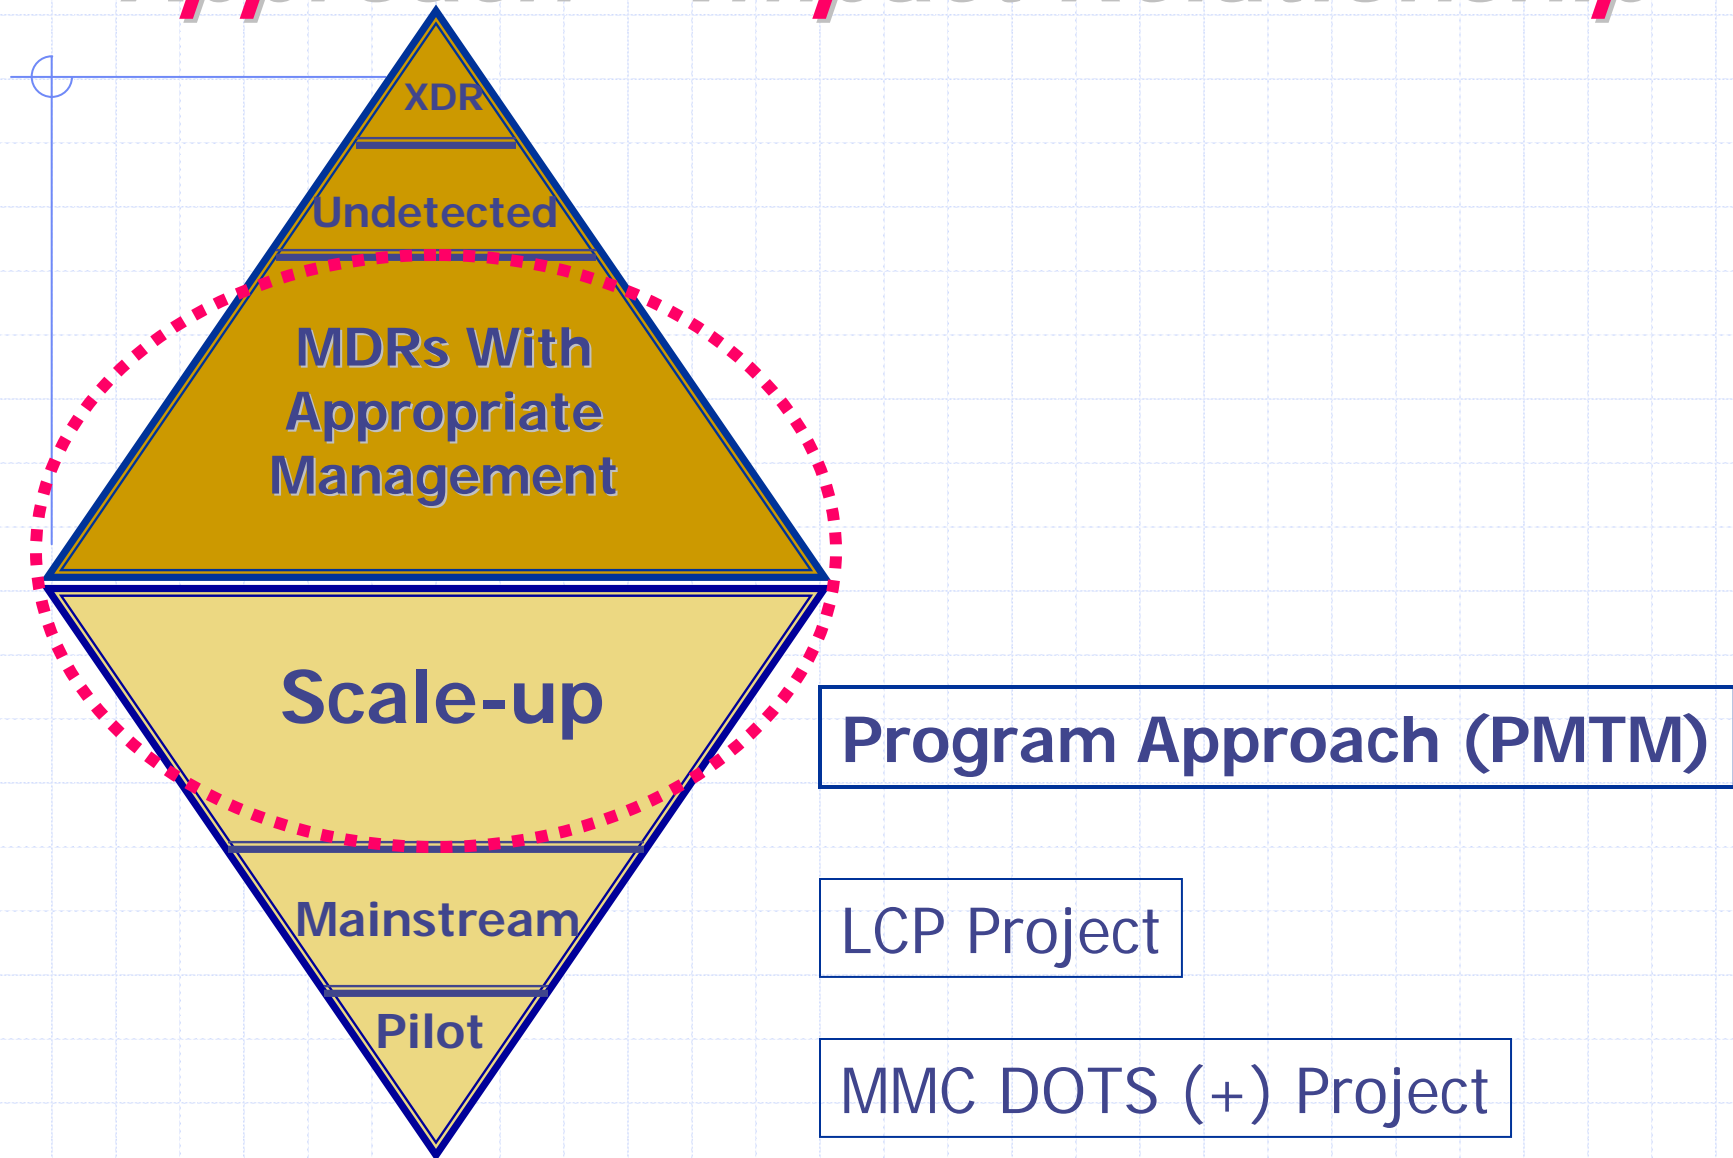 XDR
Undetected
MDRs With
Appropriate
Management
Scale-up
Program Approach (PMTM)
Mainstream
LCP Project
Pilot
MMC DOTS (+) Project